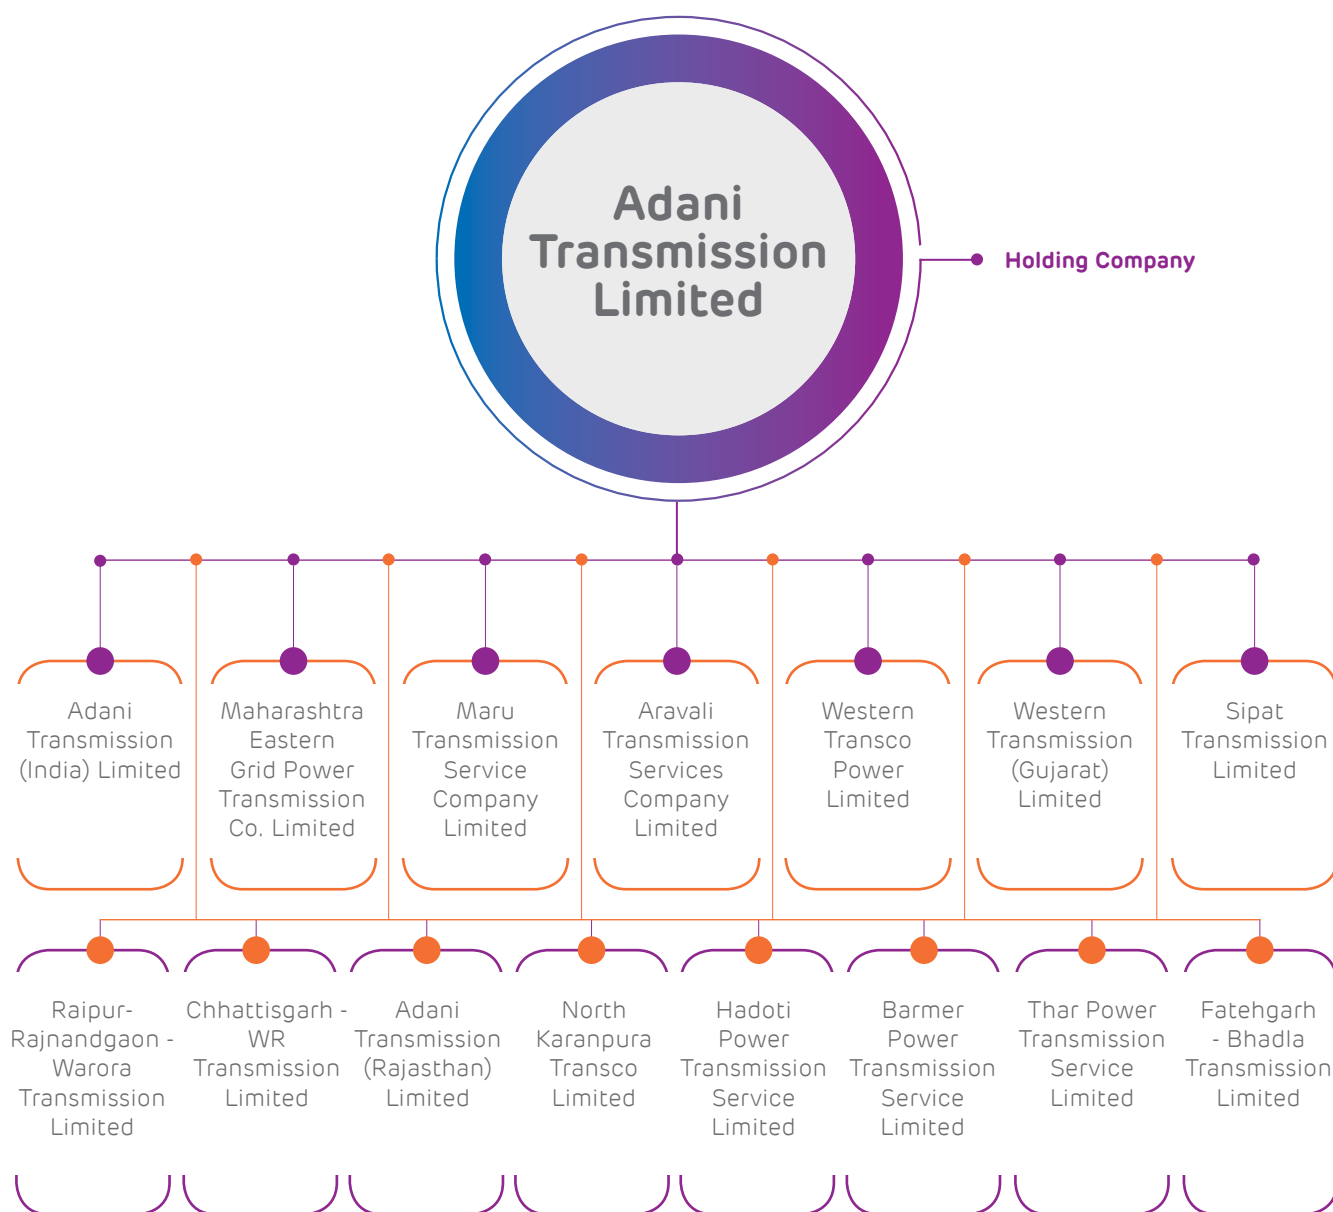 Adani
Transmission
Limited
Holding Company
Adani
Transmission
(India) Limited
Maharashtra
Eastern
Grid Power
Transmission
Co. Limited
Maru
Transmission
Service
Company
Limited
Aravali
Transmission
Services
Company
Limited
Western
Transco
Power
Limited
Western
Transmission
(Gujarat)
Limited
Sipat
Transmission
Limited
Raipur-
Rajnandgaon -
Warora
Transmission
Limited
Chhattisgarh -
WR
Transmission
Limited
Adani
Transmission
(Rajasthan)
Limited
North
Karanpura
Transco
Limited
Hadoti
Power
Transmission
Service
Limited
Barmer
Power
Transmission
Service
Limited
Thar Power
Transmission
Service
Limited
Fatehgarh
- Bhadla
Transmission
Limited